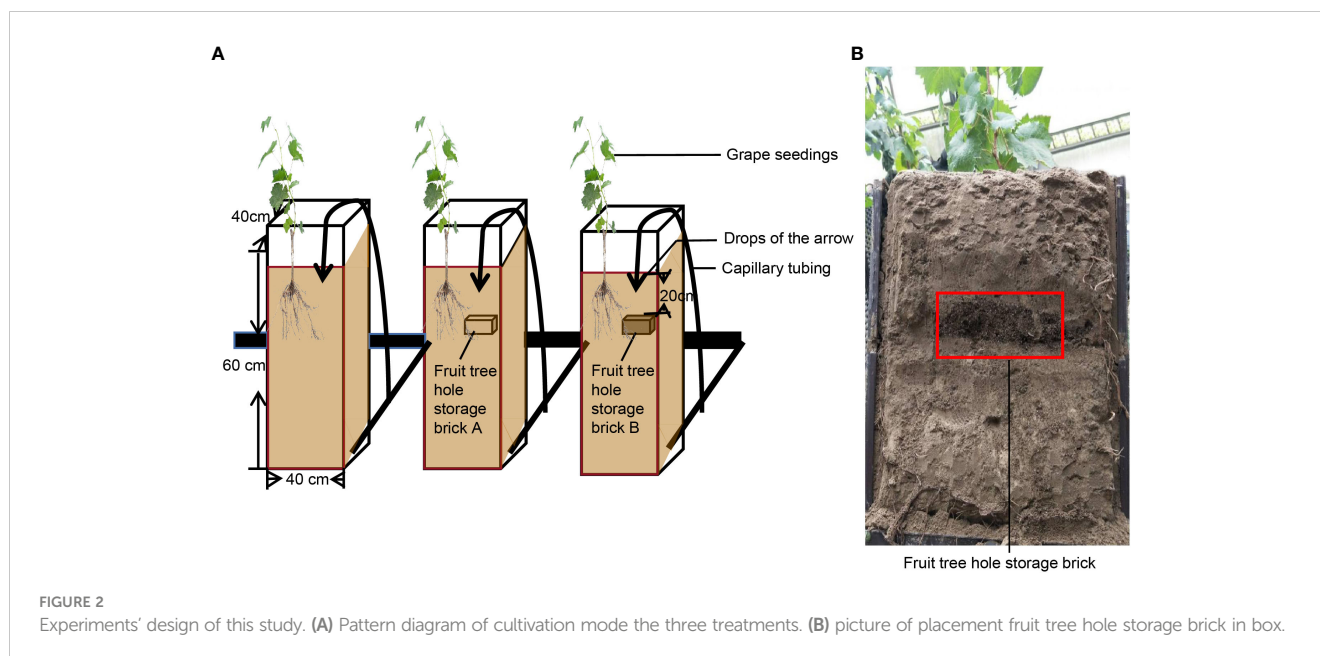 A
B
Grape seedings
40cm
Drops of the arrow
Capillary tubing
20cm
60 cm
Fruit tree
hole
storage
brick A
Fruit tree
hole
storage
brick B
40 cm
Fruit tree hole storage brick
FIGURE 2
Experiments' design of this study. (A) Pattern diagram of cultivation mode the three treatments. (B) picture of placement fruit tree hole storage brick in box.